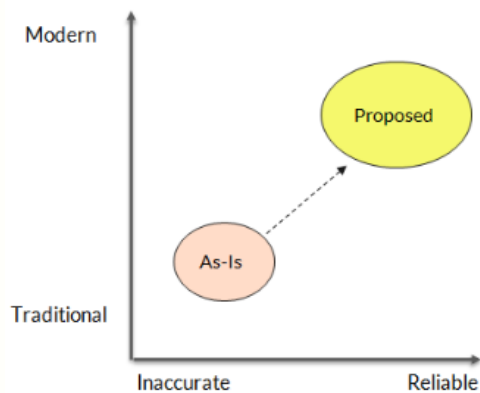 Modern
Proposed
As-Is
Traditional
Inaccurate
Reliable